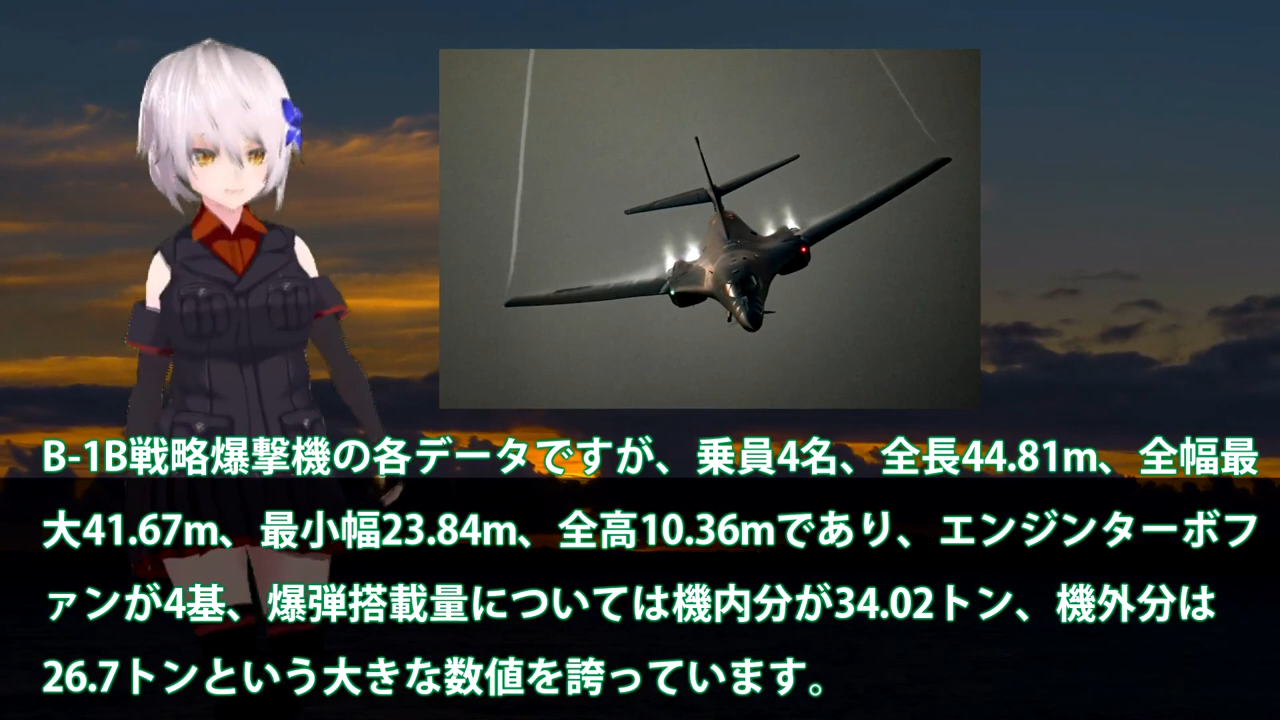 B-1B戦略爆撃機の各データですが、乗員4名、全長44.81m、全幅最
大41.67m、最小幅23.84m、全高10.36mであり、エンジンターボフ
ァンが4基、爆弾搭載量については機内分が34.02トン、機外分は
26.7トンという大きな数値を誇っています。